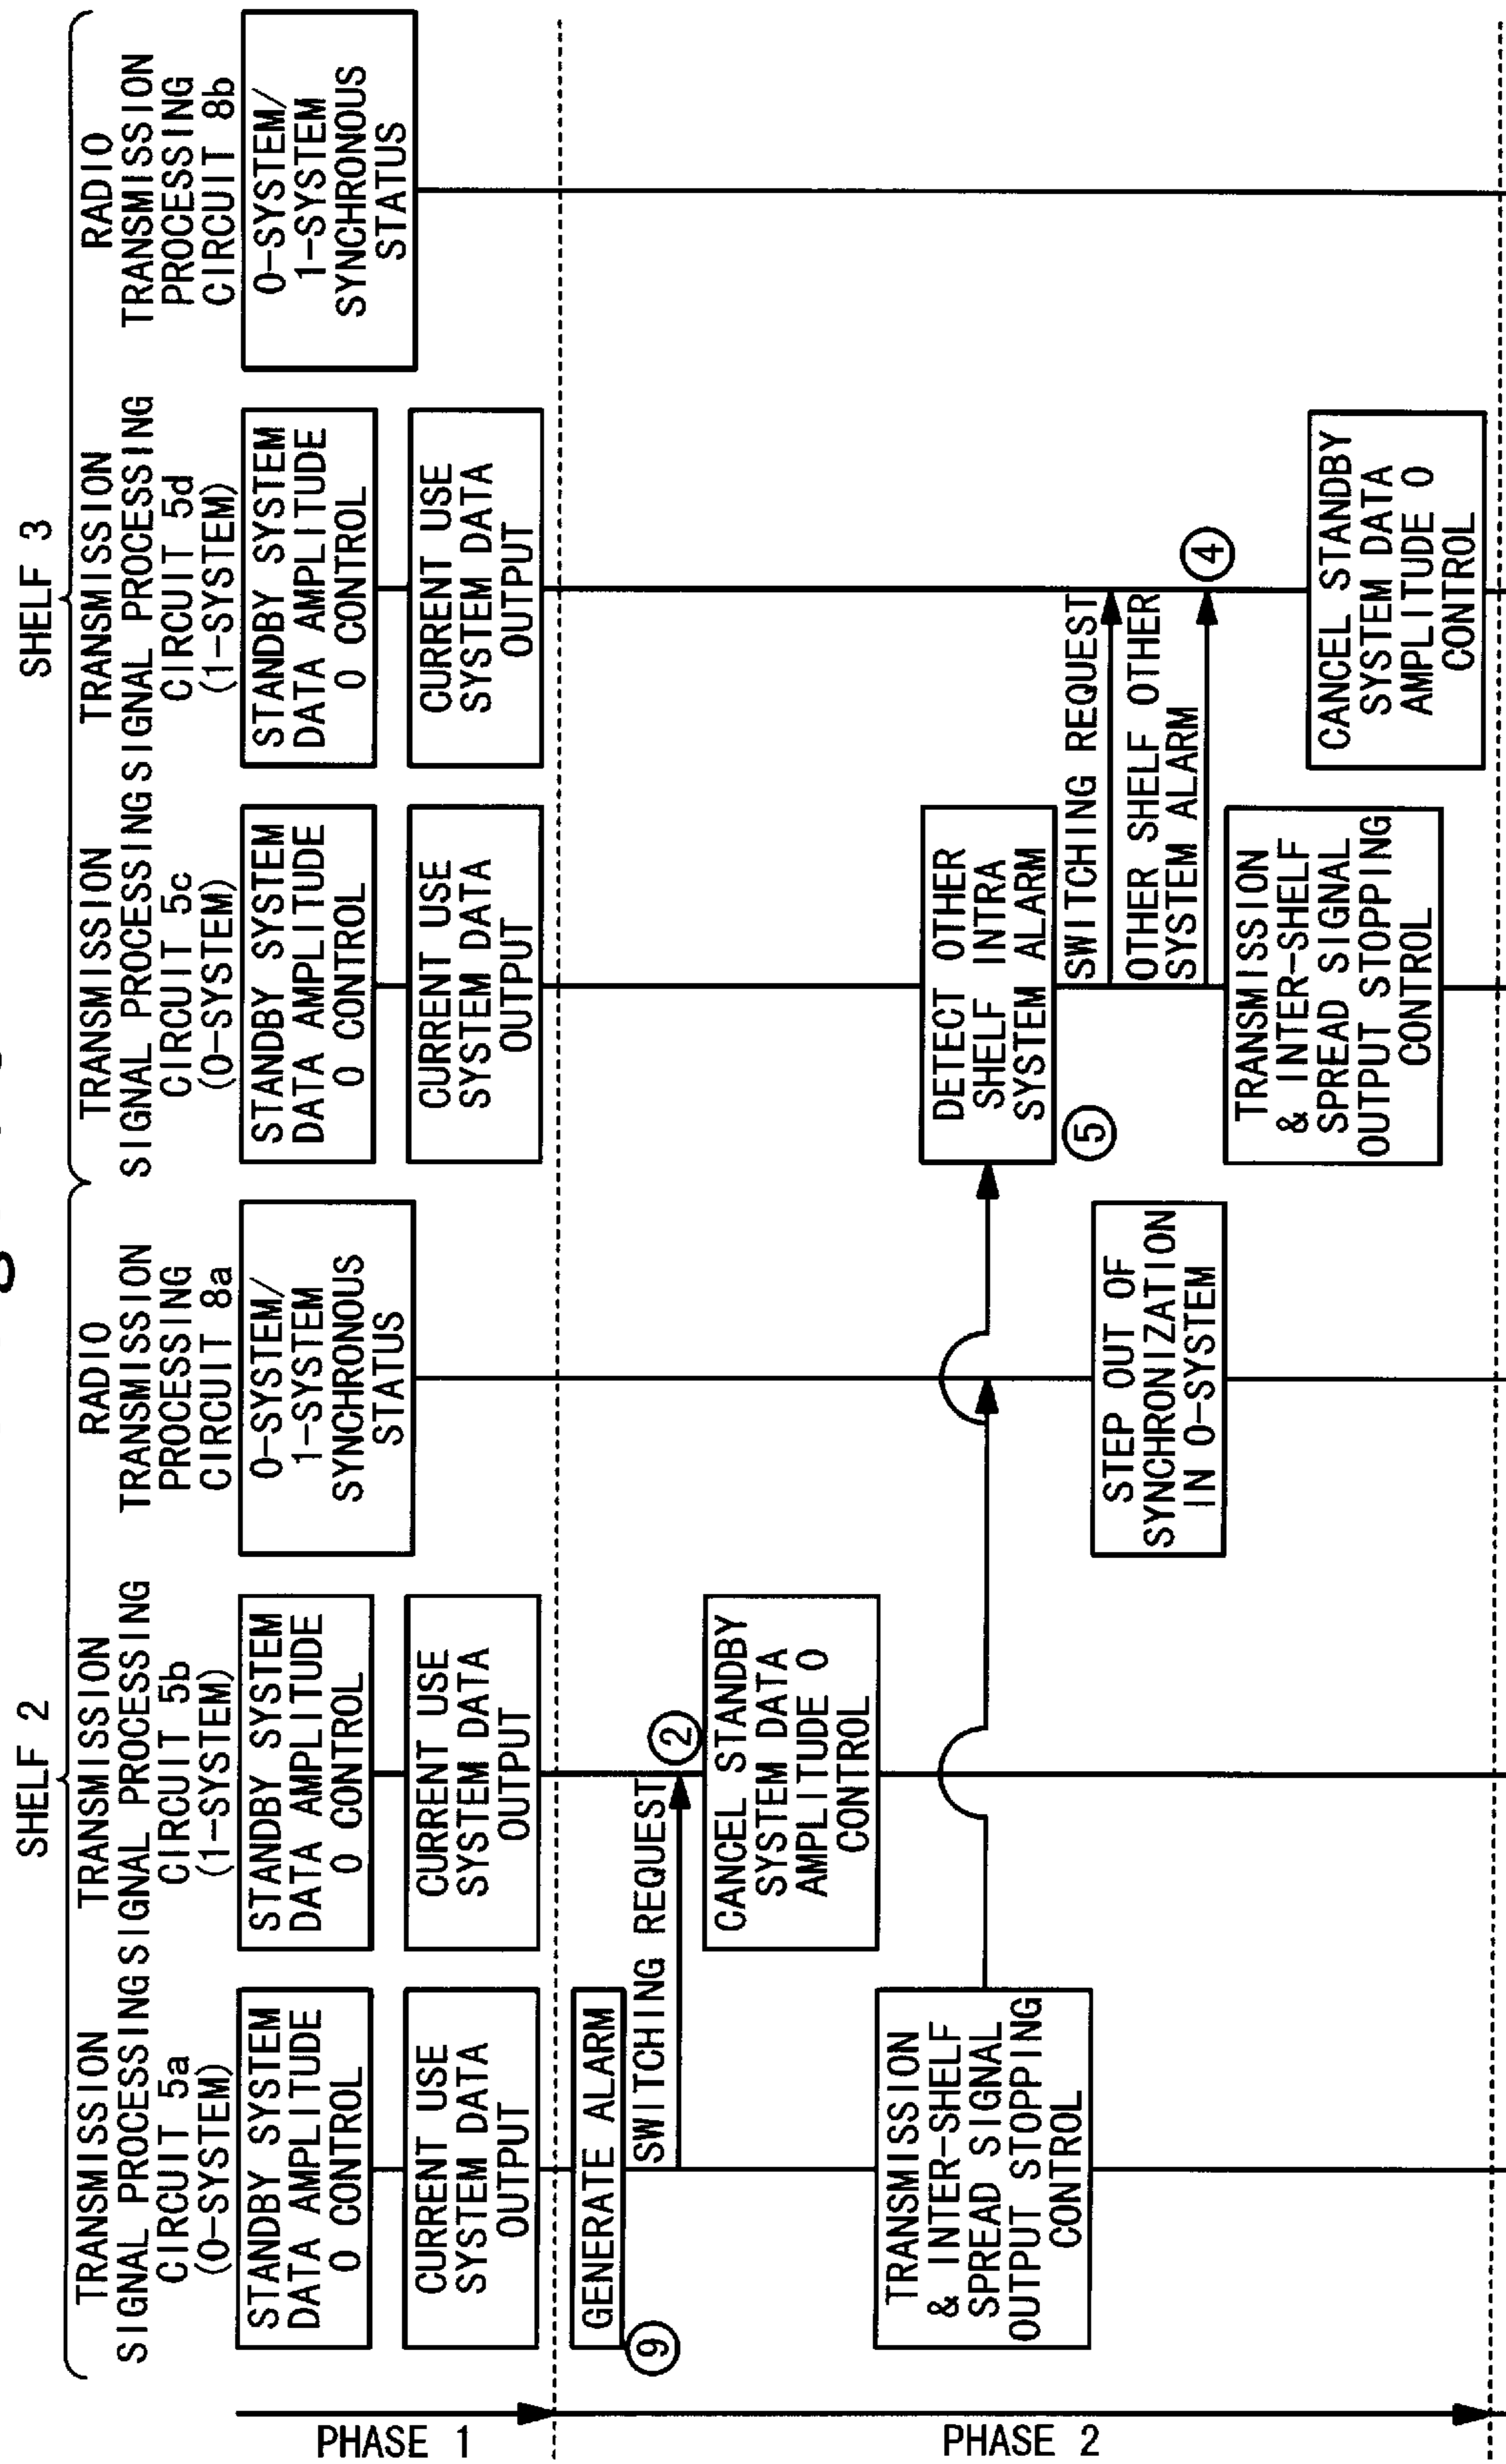 SHELF 2
TRANSMISSION
SIGNAL PROCESSING
CIRCUIT 5a
(0-SYSTEM)
TRANSMISSION
SIGNAL PROCESSING
CIRCUIT 5b
(1-SYSTEM)
RADIO
TRANSMISSION
PROCESSING
CIRCUIT 8a
SHELF 3
TRANSMISSION
SIGNAL PROCESSING
CIRCUIT 5c
(0-SYSTEM)
TRANSMISSION
SIGNAL PROCESSING
CIRCUIT 5d
(1-SYSTEM)
RADIO
TRANSMISSION
PROCESSING
CIRCUIT 8b
PHASE 1
STANDBY SYSTEM
DATA AMPLITUDE
0 CONTROL
STANDBY SYSTEM
DATA AMPLITUDE
0 CONTROL
0-SYSTEM/
1-SYSTEM
SYNCHRONOUS
STATUS
STANDBY SYSTEM
DATA AMPLITUDE
0 CONTROL
STANDBY SYSTEM
DATA AMPLITUDE
0 CONTROL
0-SYSTEM/
1-SYSTEM
SYNCHRONOUS
STATUS
CURRENT USE
SYSTEM DATA
OUTPUT
CURRENT USE
SYSTEM DATA
OUTPUT
CURRENT USE
SYSTEM DATA
OUTPUT
CURRENT USE
SYSTEM DATA
OUTPUT
PHASE 2
GENERATE ALARM
9
SWITCHING REQUEST
2
CANCEL STANDBY
SYSTEM DATA
AMPLITUDE 0
CONTROL
TRANSMISSION
& INTER-SHELF
SPREAD SIGNAL
OUTPUT STOPPING
CONTROL
DETECT OTHER
SHELF INTRA
SYSTEM ALARM
5
STEP OUT OF
SYNCHRONIZATION
IN 0-SYSTEM
SWITCHING REQUEST
OTHER SHELF OTHER
SYSTEM ALARM
4
TRANSMISSION
& INTER-SHELF
SPREAD SIGNAL
OUTPUT STOPPING
CONTROL
CANCEL STANDBY
SYSTEM DATA
AMPLITUDE 0
CONTROL